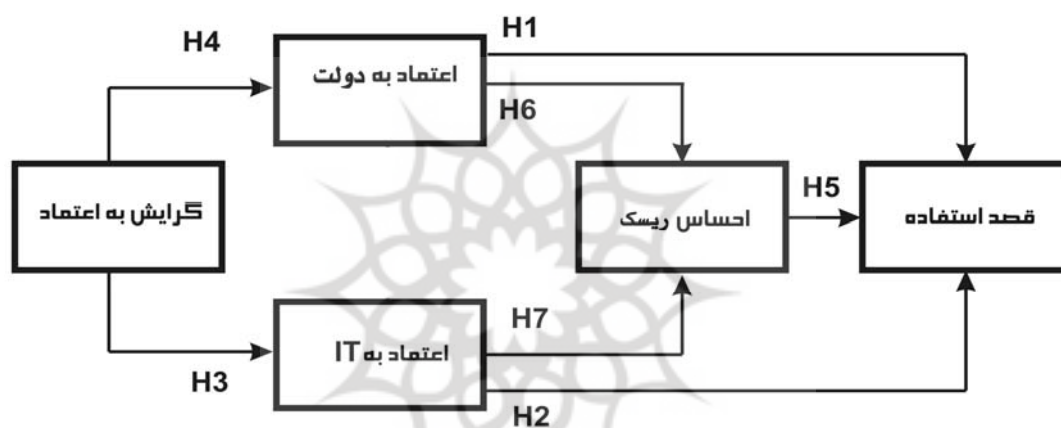 H1
H4
اعتماد به دولت
H6
گرایش به اعتماد
احساس ریسک
H5
قصد استفاده
H7
اعتماد به IT
H3
H2